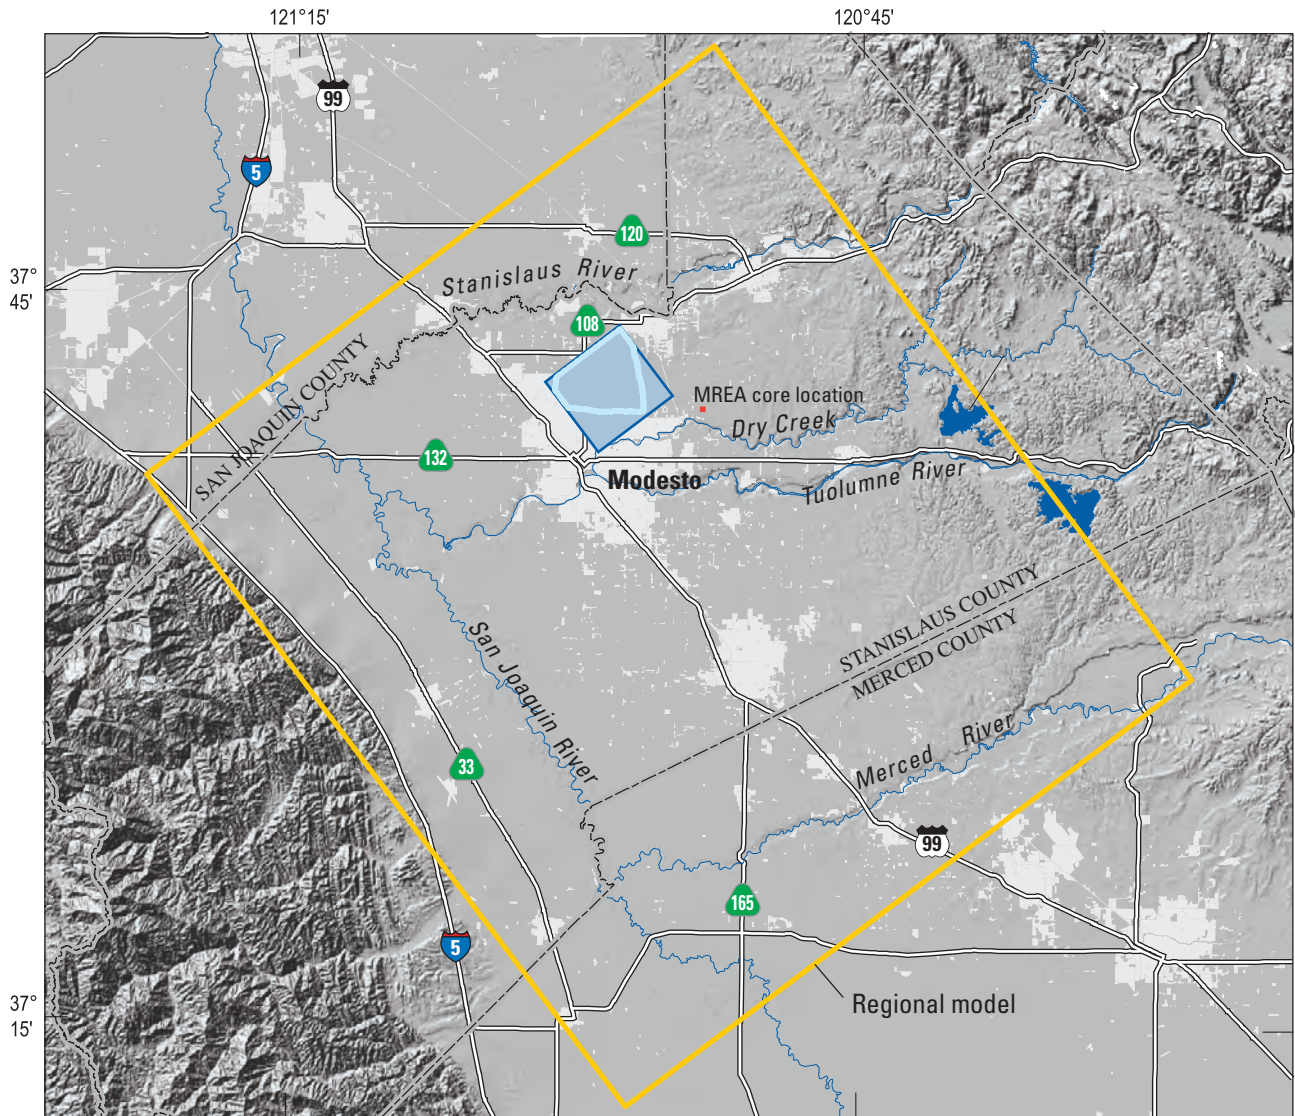 121°15'
120°45'
99
5
120
37°
45'
Stanislaus River
108
SAN JOAQUIN COUNTY
MREA core location
Dry Creek
132
Modesto
Tuolumne River
STANISLAUS COUNTY
MERCED COUNTY
San Joaquin River
33
Merced River
99
165
5
37°
15'
Regional model